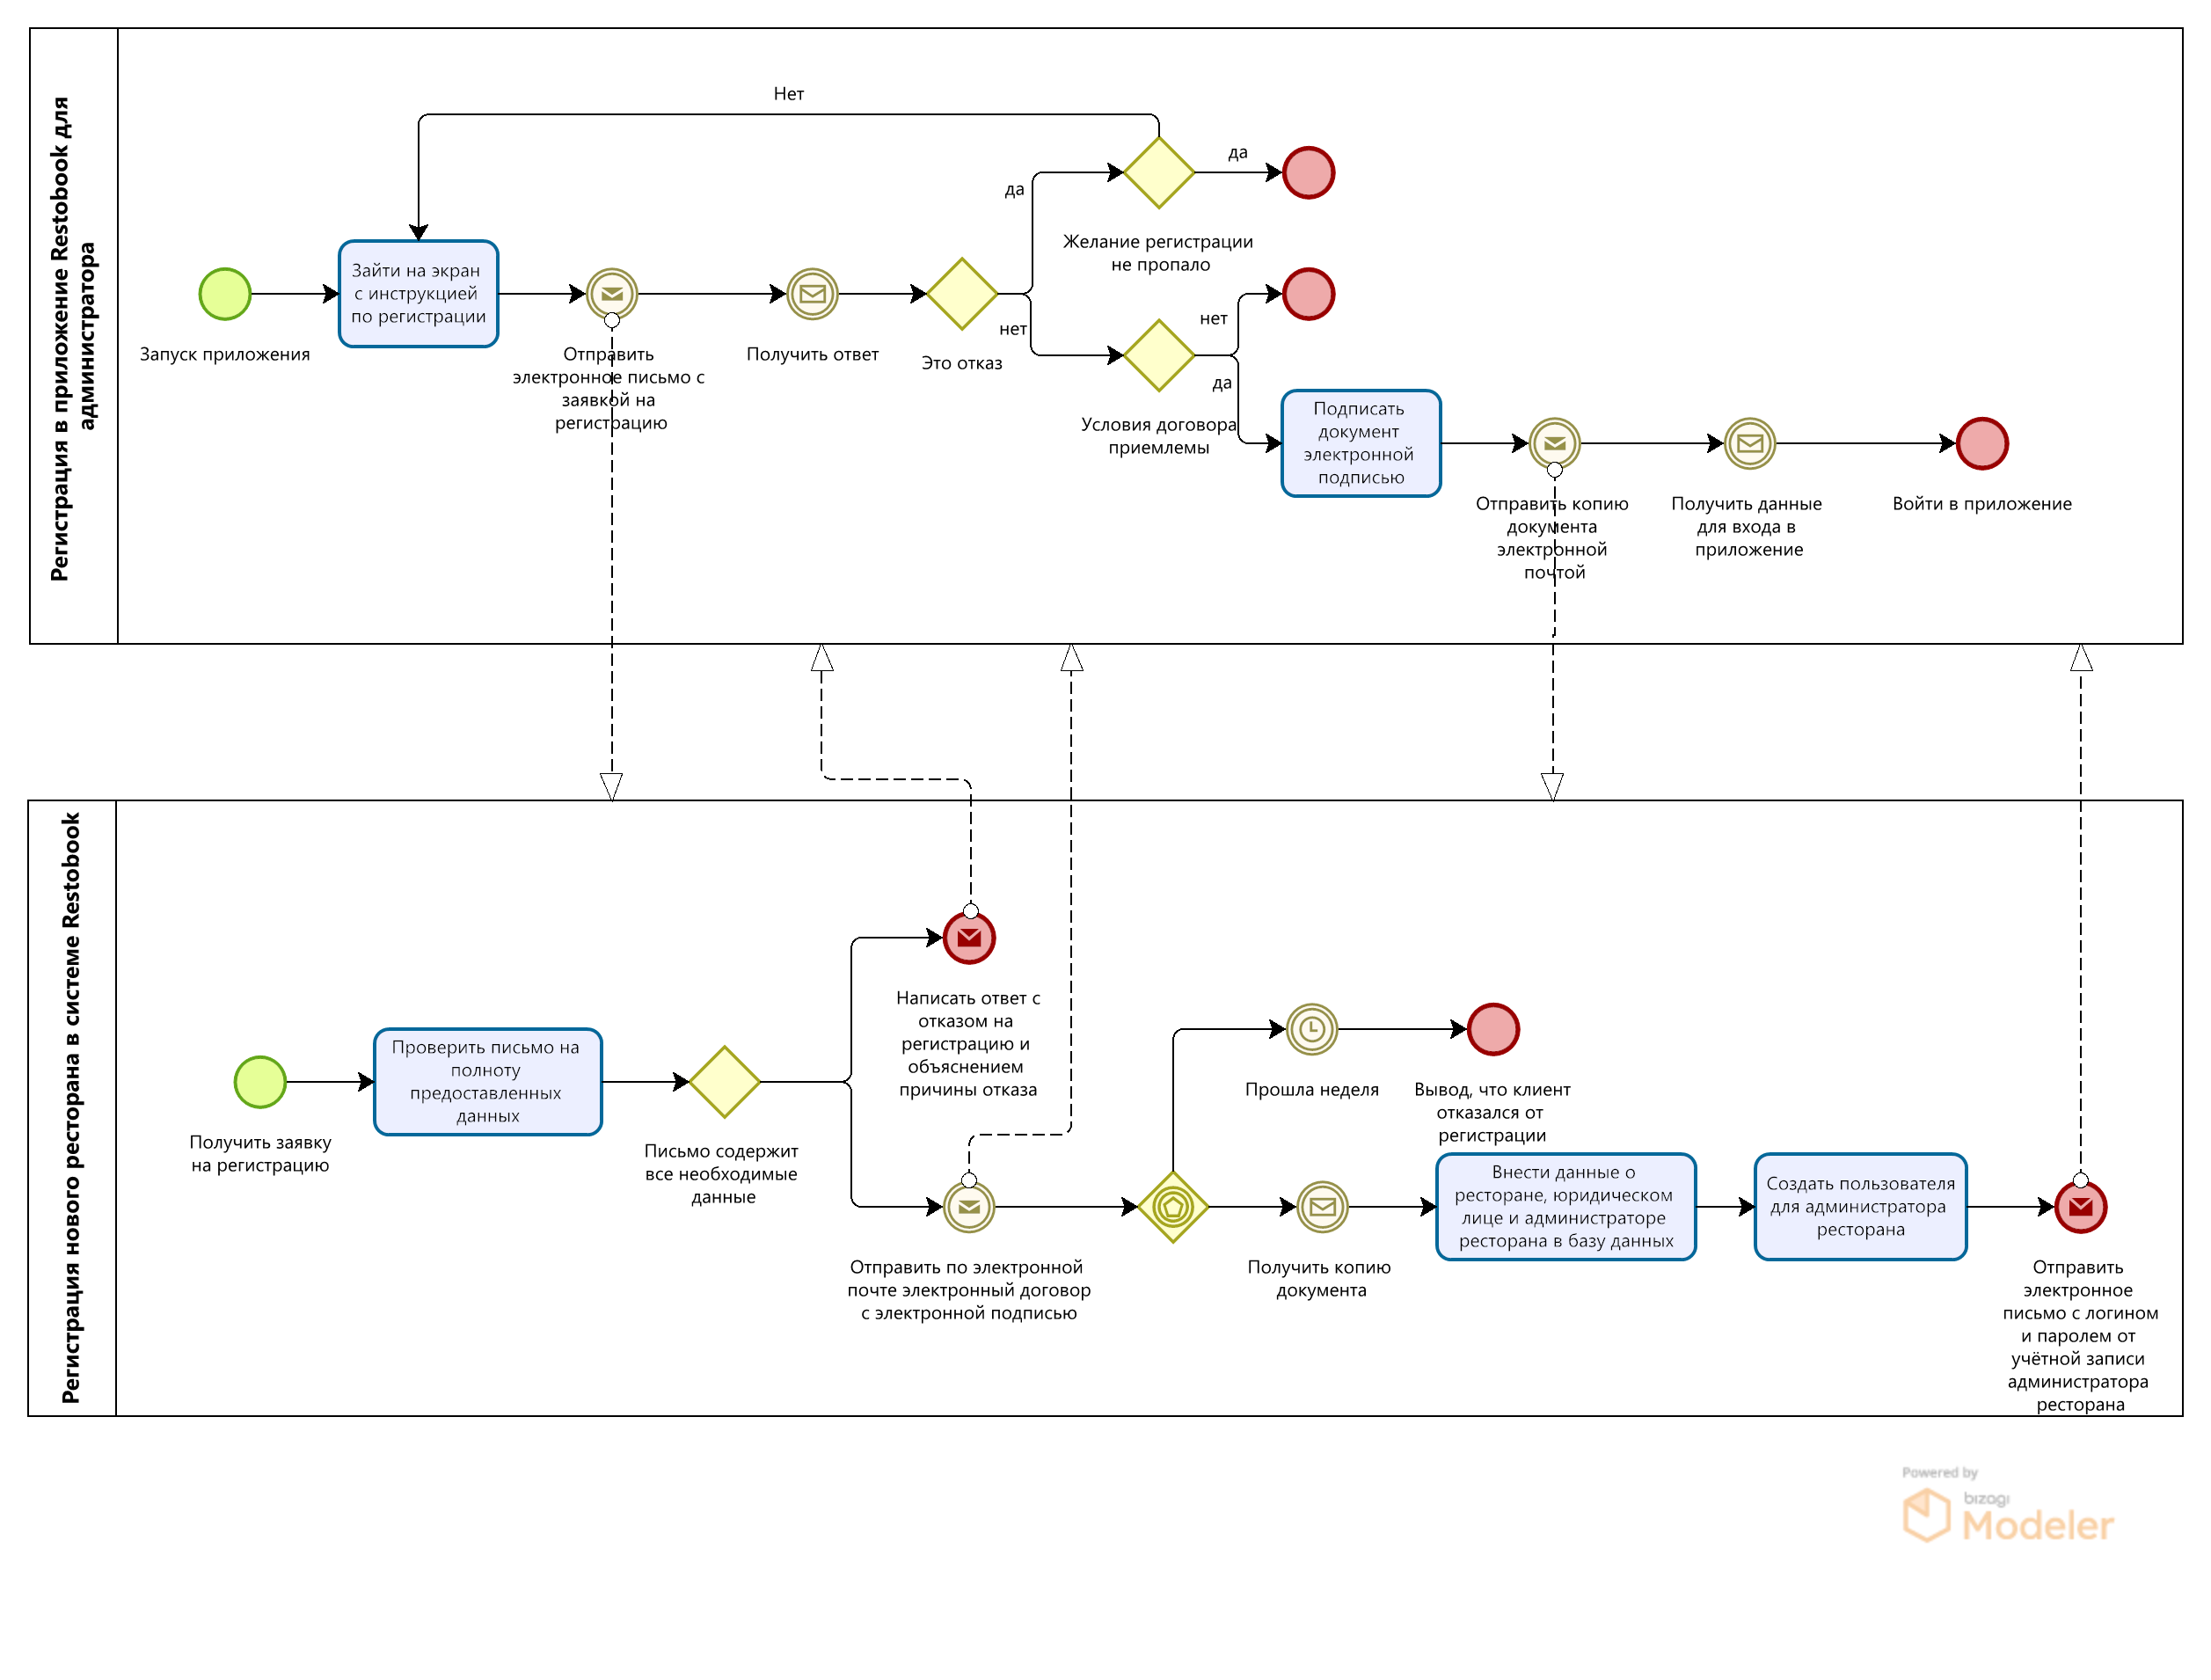 Регистрация в приложение Restobook для
администратора
Нет
да
да
Желание регистрации
не пропало
Зайти на экран
с инструкцией
по регистрации
Запуск приложения
Отправить
электронное письмо с
заявкой на
регистрацию
Получить ответ
Это отказ
нет
нет
да
Условия договора
приемлемы
Подписать
документ
электронной
подписью
Отправить копию
документа
электронной
почтой
Получить данные
для входа в
приложение
Войти в приложение
Регистрация нового ресторана в системе Restobook
Получить заявку
на регистрацию
Проверить письмо на
полноту
предоставленных
данных
Письмо содержит
все необходимые
данные
Написать ответ с
отказом на
регистрацию и
объяснением
причины отказа
Отправить по электронной
почте электронный договор
с электронной подписью
Прошла неделя
Вывод, что клиент
отказался от
регистрации
Получить копию
документа
Внести данные о
ресторане, юридическом
лице и администраторе
ресторана в базу данных
Создать пользователя
для администратора
ресторана
Отправить
электронное
письмо с логином
и паролем от
учётной записи
администратора
ресторана
Powered by
bizagi
Modeler